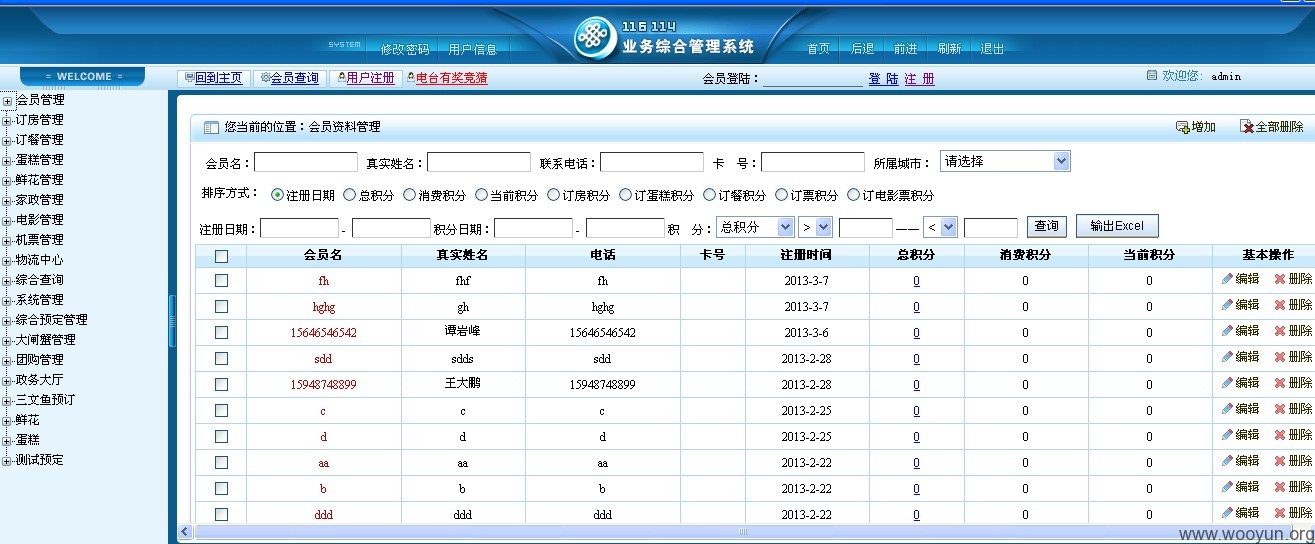 116 114
SYSTEM 修改密码 用户信息 业务综合管理系统 首页 后退 前进 刷新 退出
= WELCOME = 回到主页 会员查询 用户注册 电台有奖竞猜 会员登陆： 登 陆 注 册 欢迎您: admin
会员管理
订房管理
订餐管理
蛋糕管理
鲜花管理
家政管理
电影管理
机票管理
物流中心
综合查询
系统管理
综合预定管理
大闸蟹管理
团购管理
政务大厅
三文鱼预订
鲜花
蛋糕
测试预定
您当前的位置：会员资料管理 增加 全部删除
会员名： 真实姓名： 联系电话： 卡 号： 所属城市： 请选择
排序方式： 注册日期 总积分 消费积分 当前积分 订房积分 订蛋糕积分 订餐积分 订票积分 订电影票积分
注册日期： - 积分日期： - 积 分： 总积分 > —— < 查询 输出Excel
会员名 真实姓名 电话 卡号 注册时间 总积分 消费积分 当前积分 基本操作
fh fhf fh 2013-3-7 0 0 0 编辑 删除
hghg gh hghg 2013-3-7 0 0 0 编辑 删除
15646546542 谭岩峰 15646546542 2013-3-6 0 0 0 编辑 删除
sdd sdds sdd 2013-2-28 0 0 0 编辑 删除
15948748899 王大鹏 15948748899 2013-2-28 0 0 0 编辑 删除
c c c 2013-2-25 0 0 0 编辑 删除
d d d 2013-2-25 0 0 0 编辑 删除
aa aa aa 2013-2-22 0 0 0 编辑 删除
b b b 2013-2-22 0 0 0 编辑 删除
ddd ddd ddd 2013-2-22 0 0 0 编辑 删除
www.wooyun.org